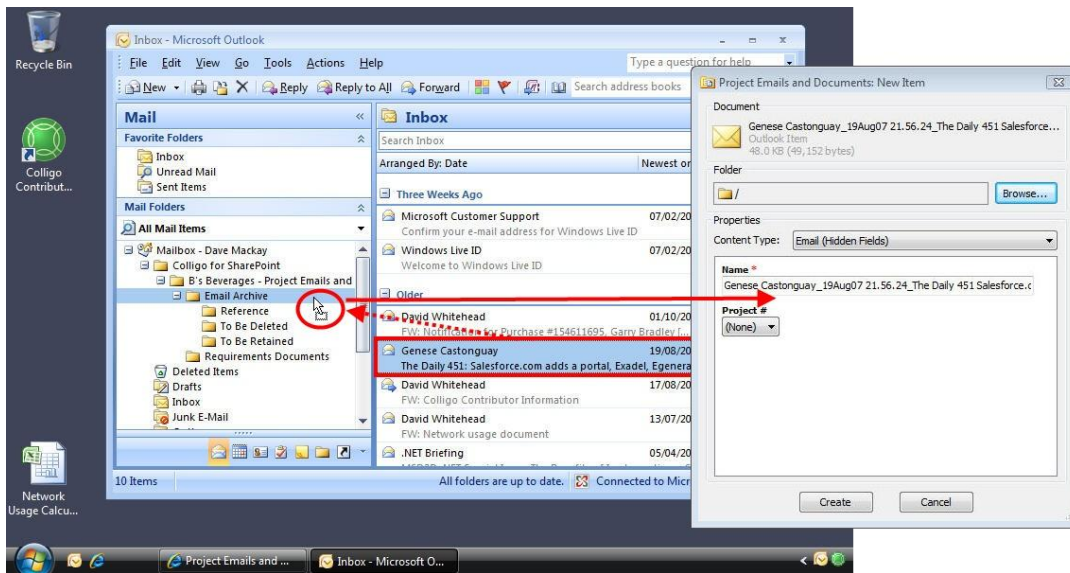 Recycle Bin
Colligo
Contribut...
Network
Usage Calcu...
Inbox - Microsoft Outlook
File Edit View Go Tools Actions Help
Type a question for help
New Reply Reply to All Forward Search address books
Mail
Favorite Folders
Inbox
Unread Mail
Sent Items
Mail Folders
All Mail Items
Mailbox - Dave Mackay
Colligo for SharePoint
B's Beverages - Project Emails and
Email Archive
Reference
To Be Deleted
To Be Retained
Requirements Documents
Deleted Items
Drafts
Inbox
Junk E-Mail
Inbox
Search Inbox
Arranged By: Date Newest on
Three Weeks Ago
Microsoft Customer Support 07/02/20
Confirm your e-mail address for Windows Live ID
Windows Live ID 07/02/20
Welcome to Windows Live ID
Older
David Whitehead 01/10/20
FW: Notification for Purchase #154611695. Garry Bradley [...
Genese Castonguay 19/08/20
The Daily 451: Salesforce.com adds a portal, Exadel, Egenera
David Whitehead 17/08/20
FW: Colligo Contributor Information
David Whitehead 13/07/20
FW: Network usage document
.NET Briefing 05/04/20
10 Items All folders are up to date. Connected to Micr
Project Emails and Documents: New Item
Document
Genese Castonguay_19Aug07 21.56.24_The Daily 451 Salesforce...
Outlook Item
48.0 KB (49,152 bytes)
Folder
/ Browse...
Properties
Content Type: Email (Hidden Fields)
Name *
Genese Castonguay_19Aug07 21.56.24_The Daily 451 Salesforce.c
Project #
(None)
Create Cancel
Project Emails and ... Inbox - Microsoft O...